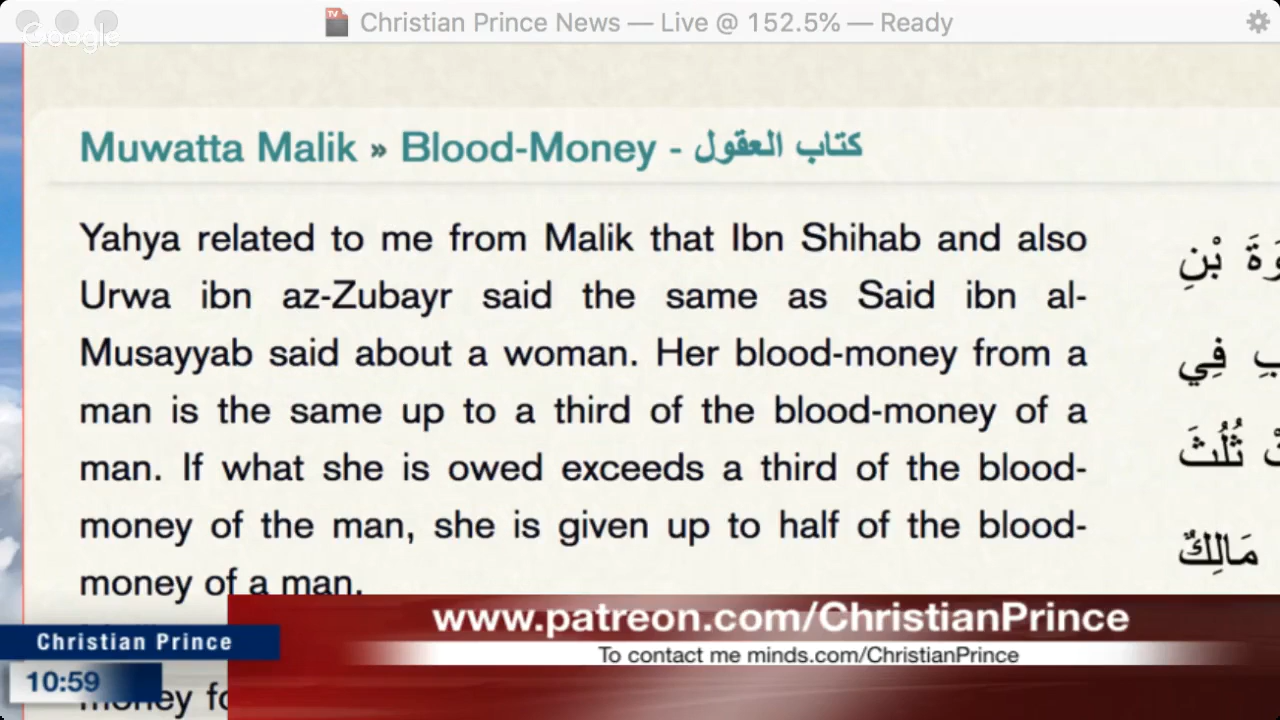 Christian Prince News — Live @ 152.5% — Ready
Google
Muwatta Malik » Blood-Money - كتاب العقول
Yahya related to me from Malik that Ibn Shihab and also
Urwa ibn az-Zubayr said the same as Said ibn al-
Musayyab said about a woman. Her blood-money from a
man is the same up to a third of the blood-money of a
man. If what she is owed exceeds a third of the blood-
money of the man, she is given up to half of the blood-
money of a man.
بْنِ
فِي
ثُلُثَ
مَالِكٌ
www.patreon.com/ChristianPrince
To contact me minds.com/ChristianPrince
Christian Prince
10:59
money